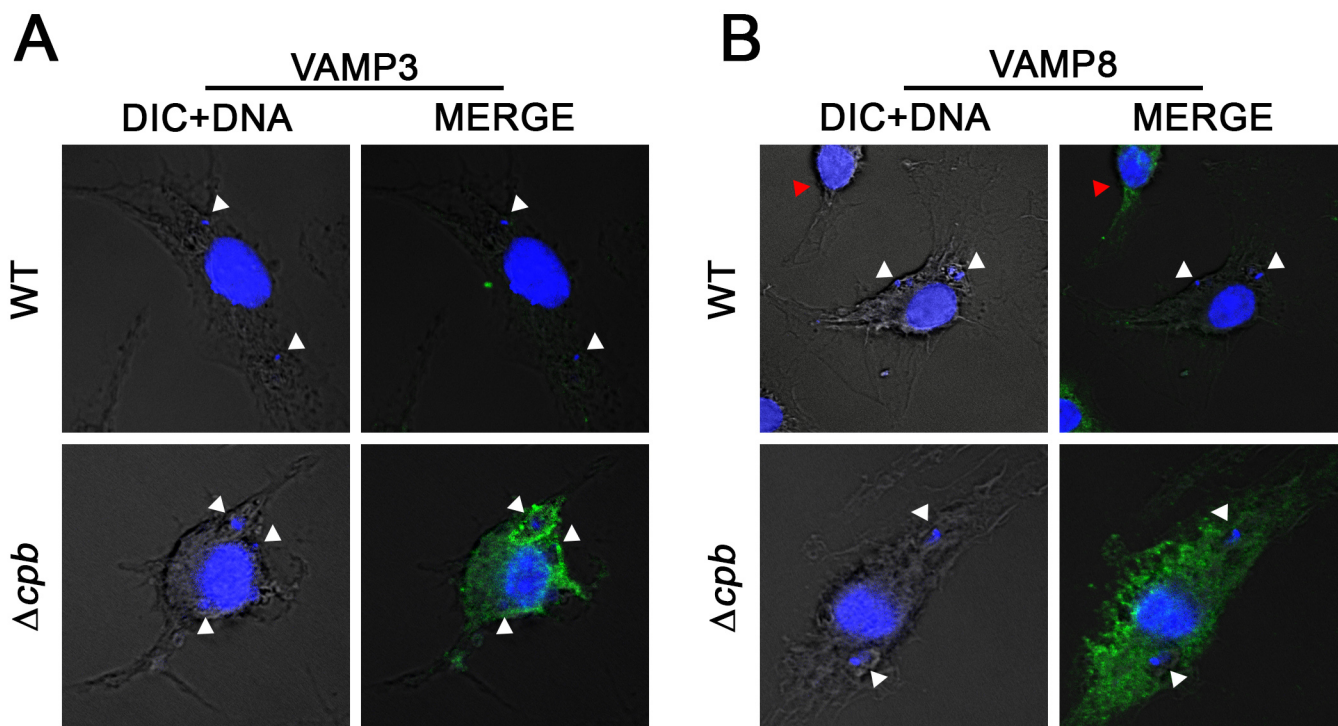 A
VAMP3
DIC+DNA MERGE
WT
Δcpb
B
VAMP8
DIC+DNA MERGE
WT
Δcpb